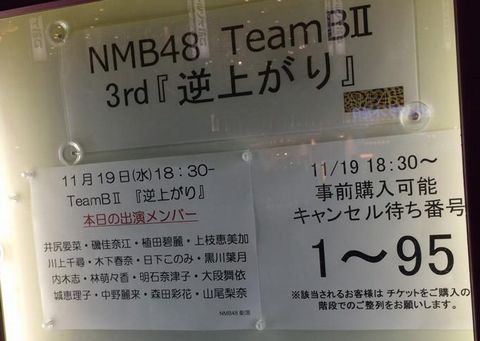 NMB48 TeamBⅡ
3rd『逆上がり』
11月19日(水)18:30-
TeamBⅡ 『逆上がり』
本日の出演メンバー
井尻晏菜・磯佳奈江・植田碧麗・上枝恵美加
川上千尋・木下春奈・日下このみ・黒川葉月
内木志・林萌々香・明石奈津子・大段舞依
城恵理子・中野麗来・森田彩花・山尾梨奈
NMB48 劇場
11/19 18:30～
事前購入可能
キャンセル待ち番号
1～95
※該当されるお客様は チケットをご購入の
階段でのご整列をお願いします。